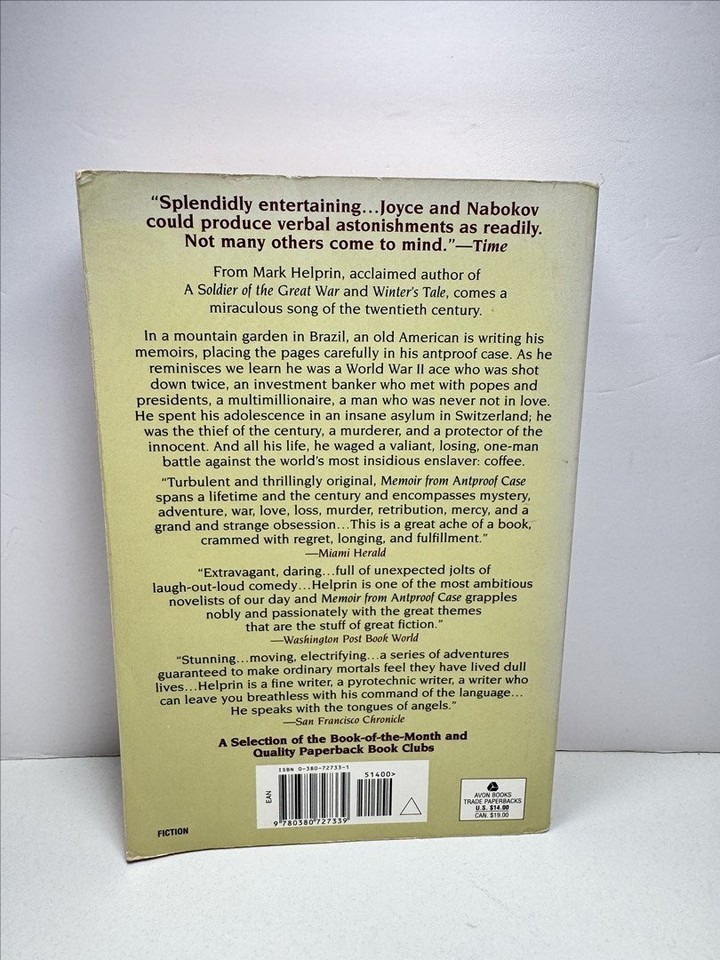 “Splendidly entertaining...Joyce and Nabokov
could produce verbal astonishments as readily.
Not many others come to mind.”—Time
From Mark Helprin, acclaimed author of
A Soldier of the Great War and Winter's Tale, comes a
miraculous song of the twentieth century.
In a mountain garden in Brazil, an old American is writing his
memoirs, placing the pages carefully in his antproof case. As he
reminisces we learn he was a World War II ace who was shot
down twice, an investment banker who met with popes and
presidents, a multimillionaire, a man who was never not in love.
He spent his adolescence in an insane asylum in Switzerland; he
was the thief of the century, a murderer, and a protector of the
innocent. And all his life, he waged a valiant, losing, one-man
battle against the world's most insidious enslaver: coffee.
“Turbulent and thrillingly original, Memoir from Antproof Case
spans a lifetime and the century and encompasses mystery,
adventure, war, love, loss, murder, retribution, mercy, and a
grand and strange obsession...This is a great ache of a book,
crammed with regret, longing, and fulfillment.”
—Miami Herald
“Extravagant, daring...full of unexpected jolts of
laugh-out-loud comedy...Helprin is one of the most ambitious
novelists of our day and Memoir from Antproof Case grapples
nobly and passionately with the great themes
that are the stuff of great fiction.”
—Washington Post Book World
“Stunning...moving, electrifying...a series of adventures
guaranteed to make ordinary mortals feel they have lived dull
lives...Helprin is a fine writer, a pyrotechnic writer, a writer who
can leave you breathless with his command of the language...
He speaks with the tongues of angels.”
—San Francisco Chronicle
A Selection of the Book-of-the-Month and
Quality Paperback Book Clubs
ISBN 0-380-72733-1
51400>
EAN
9 780380 727339
AVON BOOKS
TRADE PAPERBACKS
U.S. $14.00
CAN. $19.00
FICTION